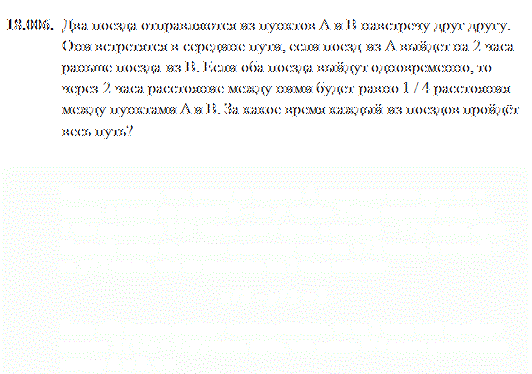 18.006. Два поезда отправляются из пунктов А и В навстречу друг другу.
Они встретятся в середине пути, если поезд из А выйдет на 2 часа
раньше поезда из В. Если оба поезда выйдут одновременно, то
через 2 часа расстояние между ними будет равно 1 / 4 расстояния
между пунктами А и В. За какое время каждый из поездов пройдёт
весь путь?